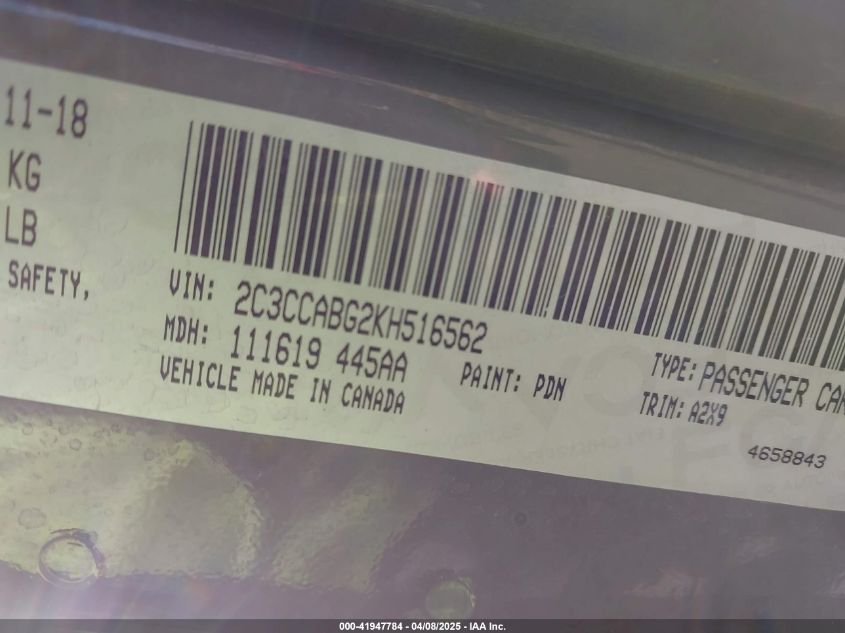 11-18
KG
LB
SAFETY,
VIN: 2C3CCABG2KH516562
MDH: 111619 445AA
VEHICLE MADE IN CANADA
PAINT: PDN
TYPE: PASSENGER CAR
TRIM: A2X9
4658843
000-41947784 - 04/08/2025 - IAA Inc.